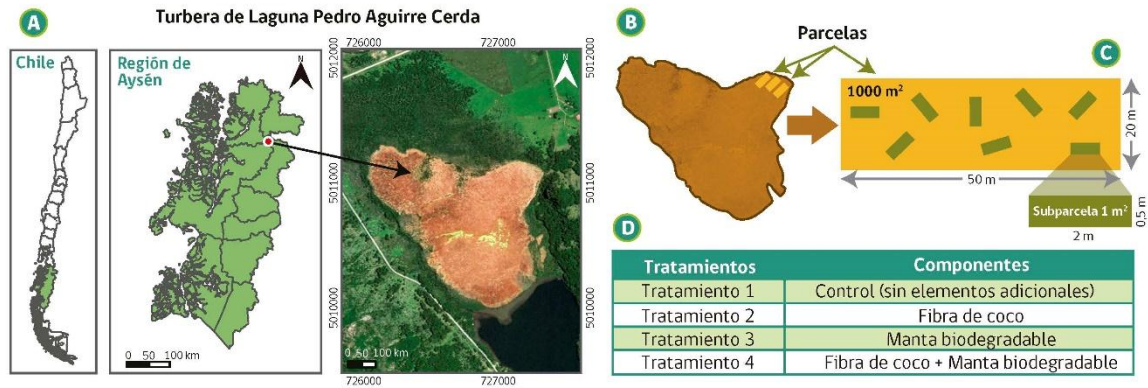 A
Turbera de Laguna Pedro Aguirre Cerda
Chile
Región de
Aysén
N
0 50 100 km
726000
727000
5012000
5011000
5010000
N
5012000
5011000
5010000
0 50 100 km
726000
727000
B
Parcelas
C
1000 m²
20 m
50 m
Subparcela 1 m²
0,5 m
2 m
D
Tratamientos Componentes
Tratamiento 1 Control (sin elementos adicionales)
Tratamiento 2 Fibra de coco
Tratamiento 3 Manta biodegradable
Tratamiento 4 Fibra de coco + Manta biodegradable